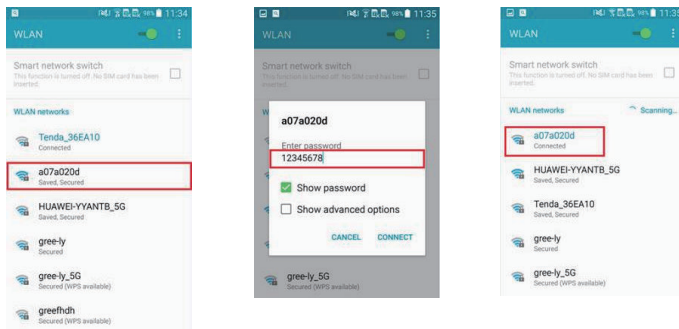 98% 11:34
WLAN
Smart network switch
This function is turned off. No SIM card has been
inserted.
WLAN networks
Tenda_36EA10
Connected
a07a020d
Saved, Secured
HUAWEI-YYANTB_5G
Saved, Secured
gree-ly
Secured
gree-ly_5G
Secured (WPS available)
greefhdh
Secured (WPS available)
98% 11:35
WLAN
Smart network switch
This function is turned off. No SIM card has been
inserted.
W
a07a020d
Enter password
12345678
Show password
Show advanced options
CANCEL CONNECT
gree-ly_5G
Secured (WPS available)
98% 11:35
WLAN
Smart network switch
This function is turned off. No SIM card has been
inserted.
WLAN networks Scanning..
a07a020d
Connected
HUAWEI-YYANTB_5G
Saved, Secured
Tenda_36EA10
Saved, Secured
gree-ly
Secured
gree-ly_5G
Secured (WPS available)